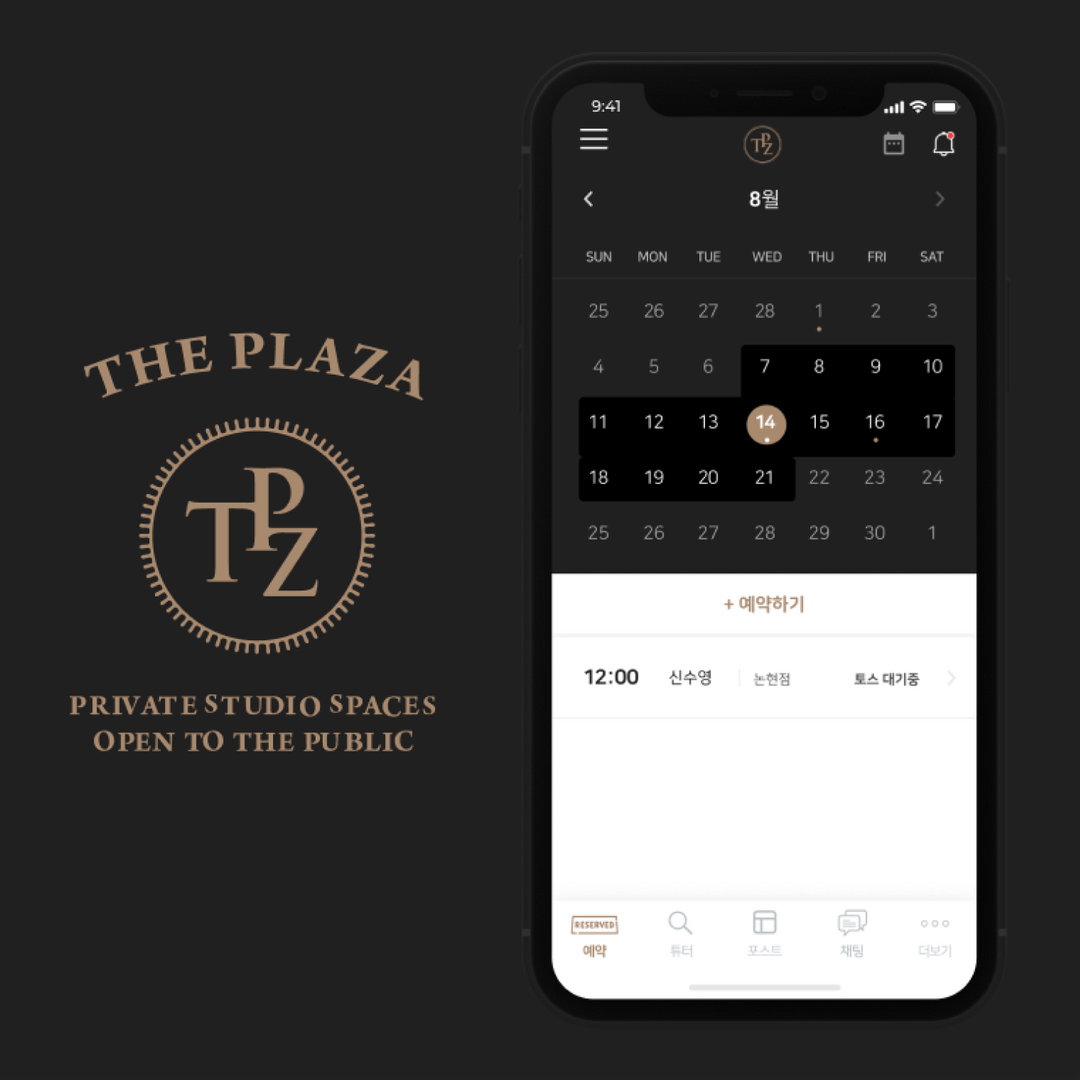 THE PLAZA
TPZ
PRIVATE STUDIO SPACES
OPEN TO THE PUBLIC
9:41
TPZ
8월
SUN MON TUE WED THU FRI SAT
25 26 27 28 1 2 3
4 5 6 7 8 9 10
11 12 13 14 15 16 17
18 19 20 21 22 23 24
25 26 27 28 29 30 1
+ 예약하기
12:00 신수영 논현점 토스 대기중
RESERVED
예약 튜터 포스트 채팅 더보기